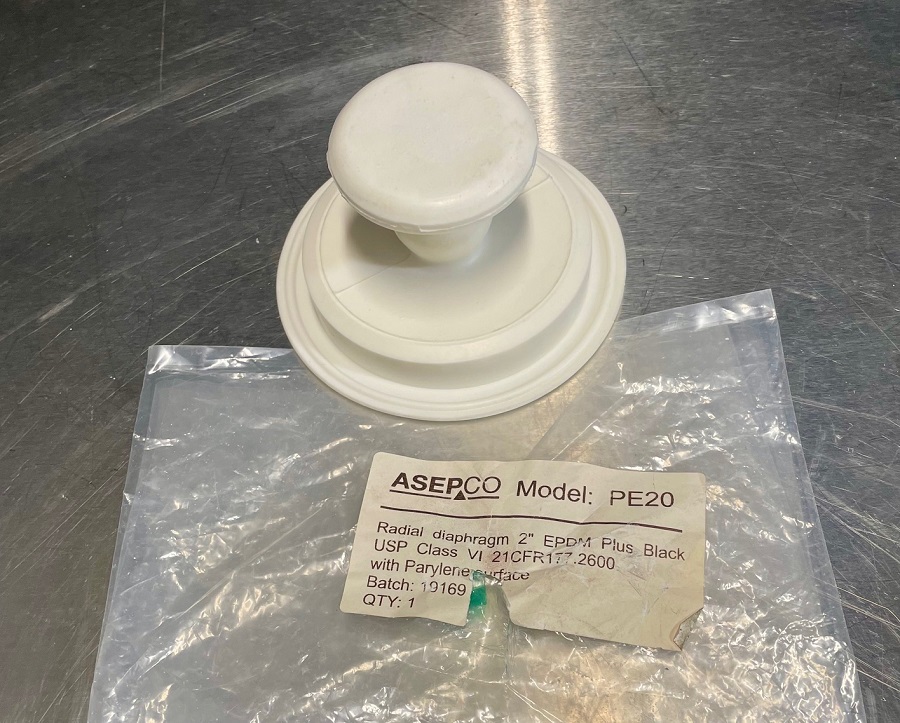 ASEPCO Model: PE20
Radial diaphragm 2" EPDM Plus Black
USP Class VI 21CFR177.2600
with Parylene surface
Batch: 19169
QTY: 1